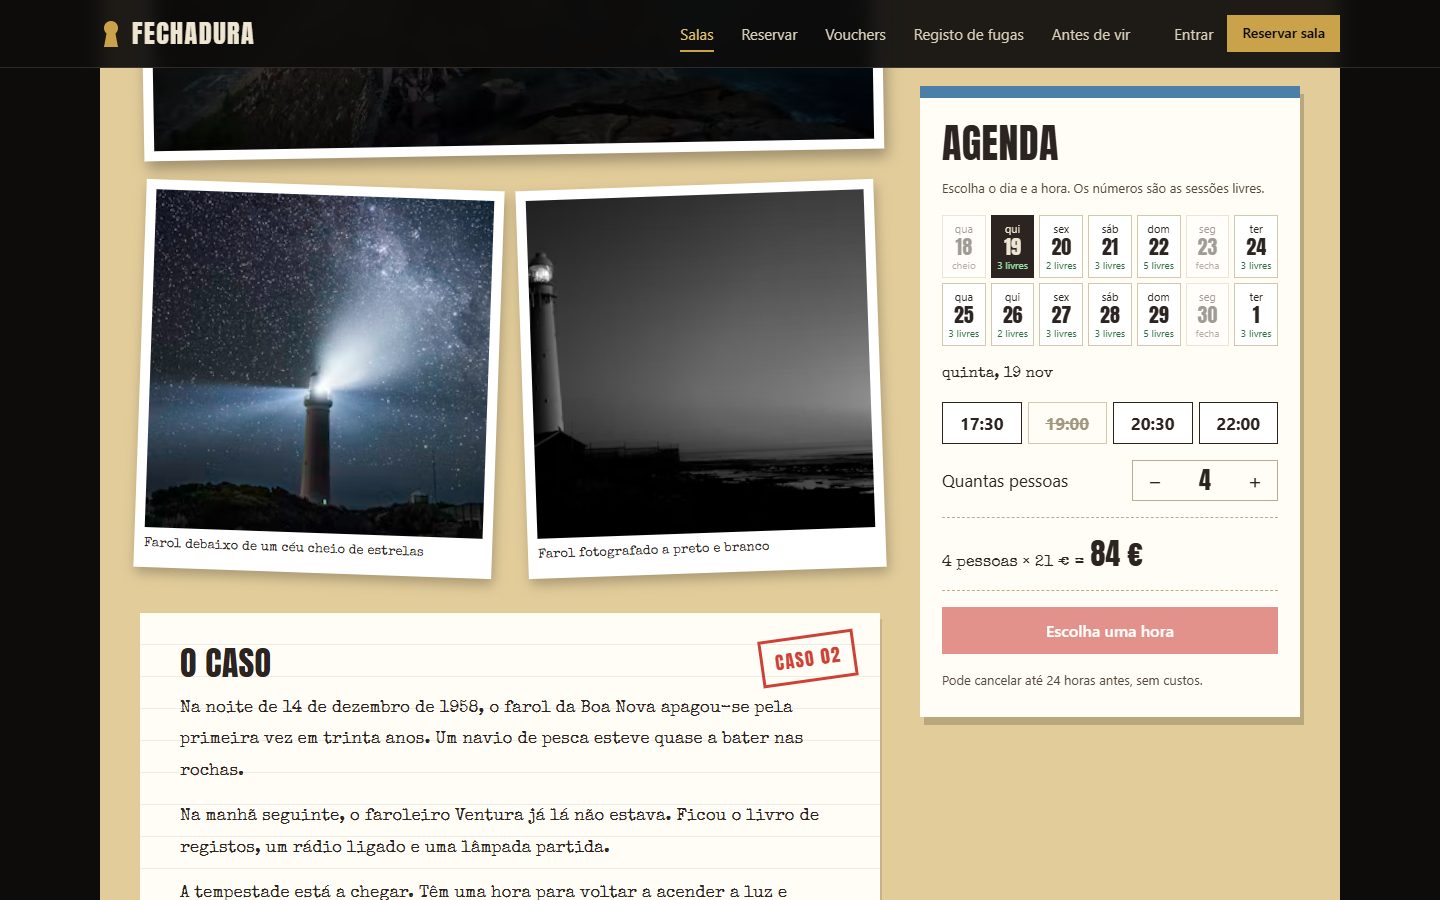 FECHADURA
Salas Reservar Vouchers Registo de fugas Antes de vir Entrar Reservar sala
Farol debaixo de um céu cheio de estrelas
Farol fotografado a preto e branco
O CASO
CASO 02
Na noite de 14 de dezembro de 1958, o farol da Boa Nova apagou-se pela
primeira vez em trinta anos. Um navio de pesca esteve quase a bater nas
rochas.
Na manhã seguinte, o faroleiro Ventura já lá não estava. Ficou o livro de
registos, um rádio ligado e uma lâmpada partida.
A tempestade está a chegar. Têm uma hora para voltar a acender a luz e
AGENDA
Escolha o dia e a hora. Os números são as sessões livres.
qua qui sex sáb dom seg ter
18 19 20 21 22 23 24
cheio 3 livres 2 livres 3 livres 5 livres fecha 3 livres
qua qui sex sáb dom seg ter
25 26 27 28 29 30 1
3 livres 2 livres 3 livres 3 livres 5 livres fecha 3 livres
quinta, 19 nov
17:30 19:00 20:30 22:00
Quantas pessoas − 4 +
4 pessoas × 21 € = 84 €
Escolha uma hora
Pode cancelar até 24 horas antes, sem custos.